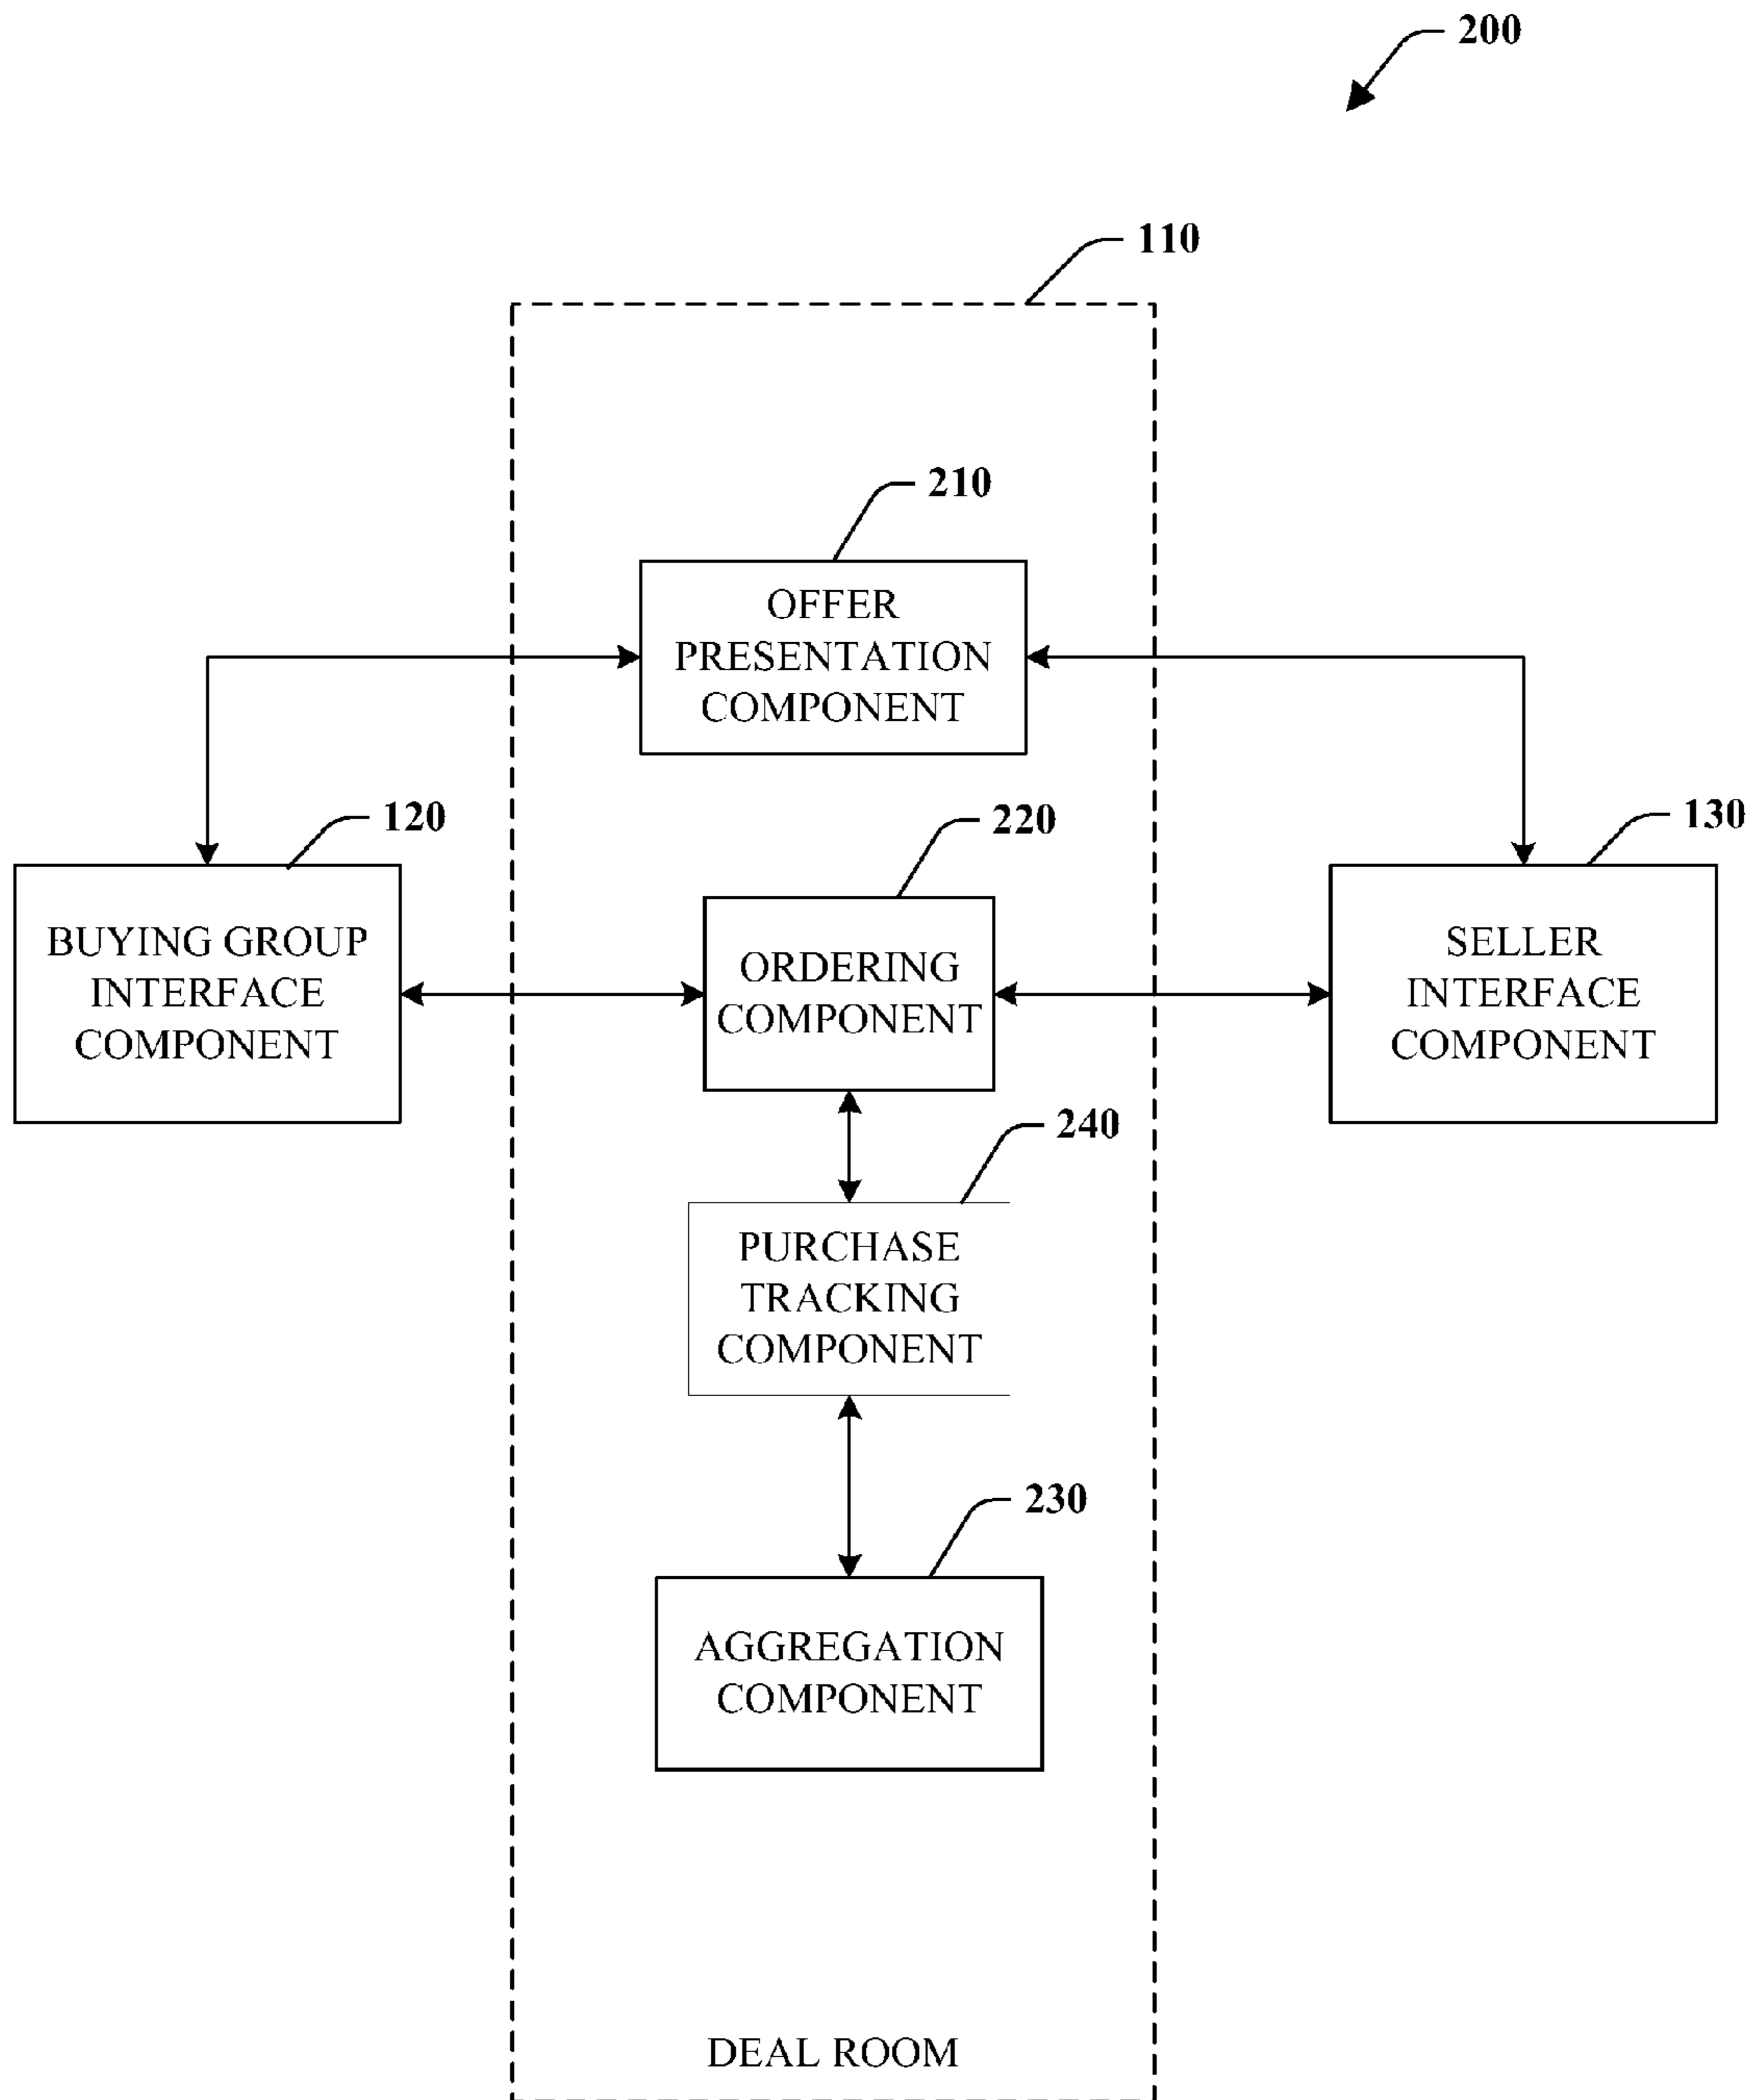 200
110
210
OFFER
PRESENTATION
COMPONENT
120
220
130
BUYING GROUP
INTERFACE
COMPONENT
ORDERING
COMPONENT
SELLER
INTERFACE
COMPONENT
240
PURCHASE
TRACKING
COMPONENT
230
AGGREGATION
COMPONENT
DEAL ROOM